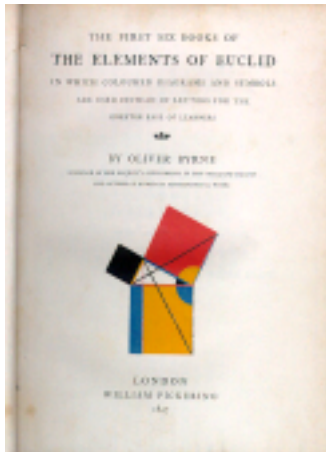 THE FIRST SIX BOOKS OF
THE ELEMENTS OF EUCLID
IN WHICH COLOURED DIAGRAMS AND SYMBOLS
ARE USED INSTEAD OF LETTERS FOR THE
GREATER EASE OF LEARNERS
BY OLIVER BYRNE
LONDON
WILLIAM PICKERING
1847